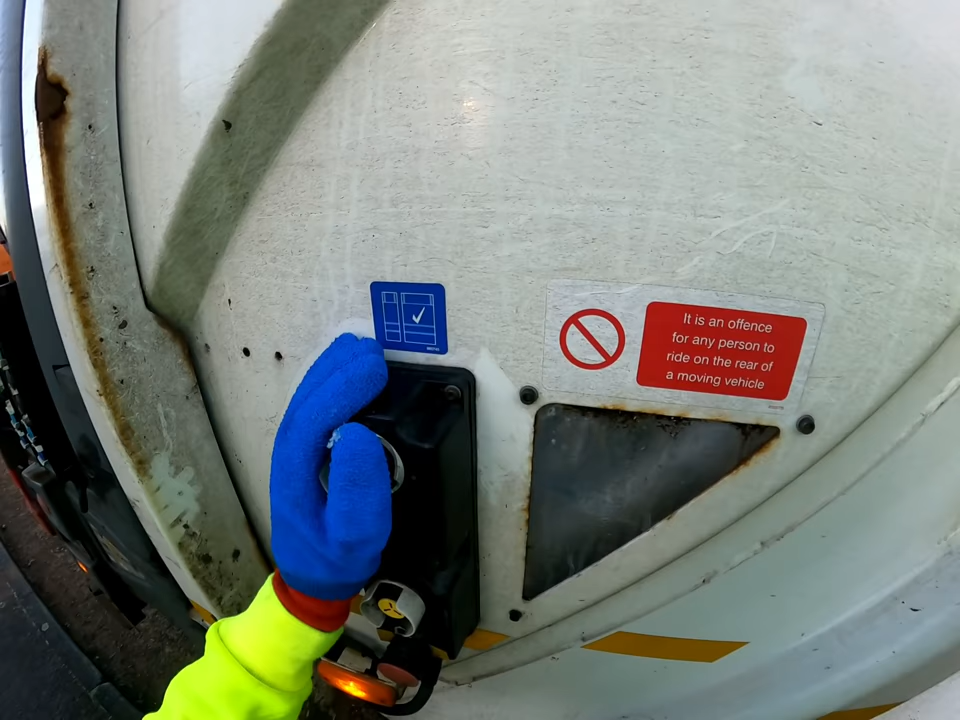 It is an offence
for any person to
ride on the rear of
a moving vehicle